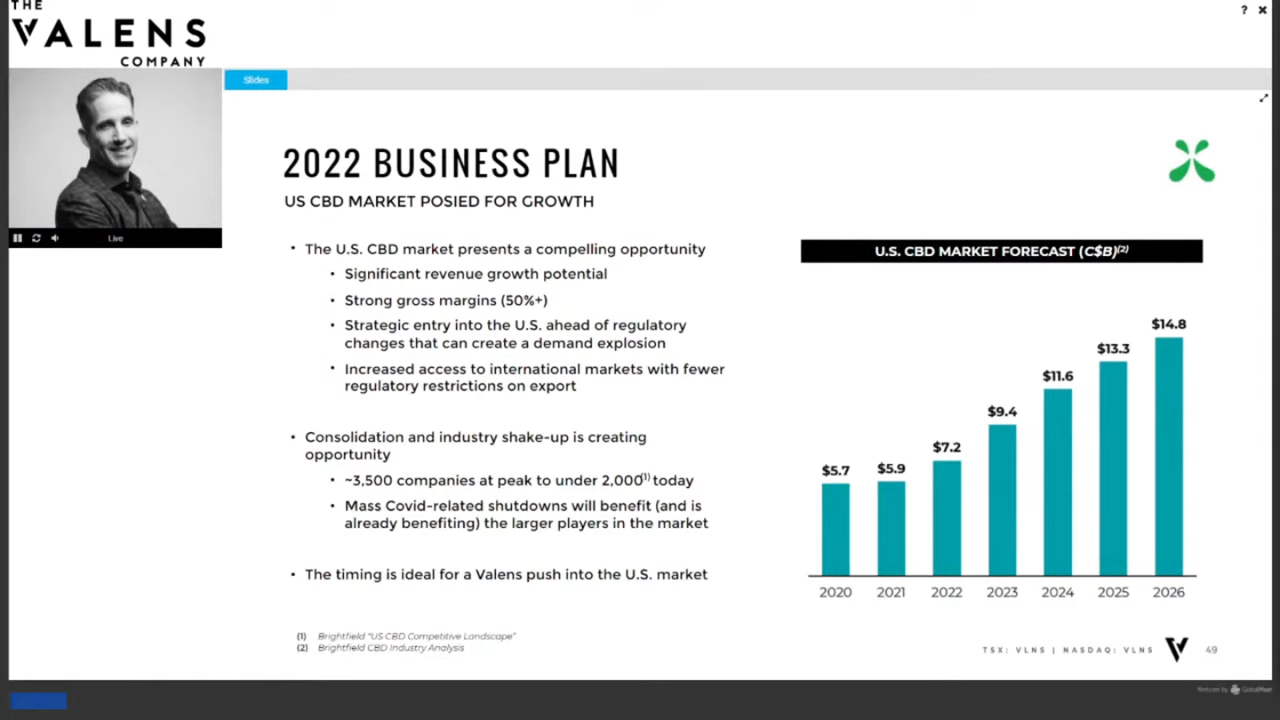 THE
VALENS
COMPANY
? ×
Slides
Live
2022 BUSINESS PLAN
US CBD MARKET POSIED FOR GROWTH
• The U.S. CBD market presents a compelling opportunity
• Significant revenue growth potential
• Strong gross margins (50%+)
• Strategic entry into the U.S. ahead of regulatory
changes that can create a demand explosion
• Increased access to international markets with fewer
regulatory restrictions on export
• Consolidation and industry shake-up is creating
opportunity
• ~3,500 companies at peak to under 2,000(1) today
• Mass Covid-related shutdowns will benefit (and is
already benefiting) the larger players in the market
• The timing is ideal for a Valens push into the U.S. market
(1) Brightfield "US CBD Competitive Landscape"
(2) Brightfield CBD Industry Analysis
U.S. CBD MARKET FORECAST (C$B)(2)
$5.7 $5.9 $7.2 $9.4 $11.6 $13.3 $14.8
2020 2021 2022 2023 2024 2025 2026
TSX: VLNS | NASDAQ: VLNS 49
Webcast by GlobalMeet